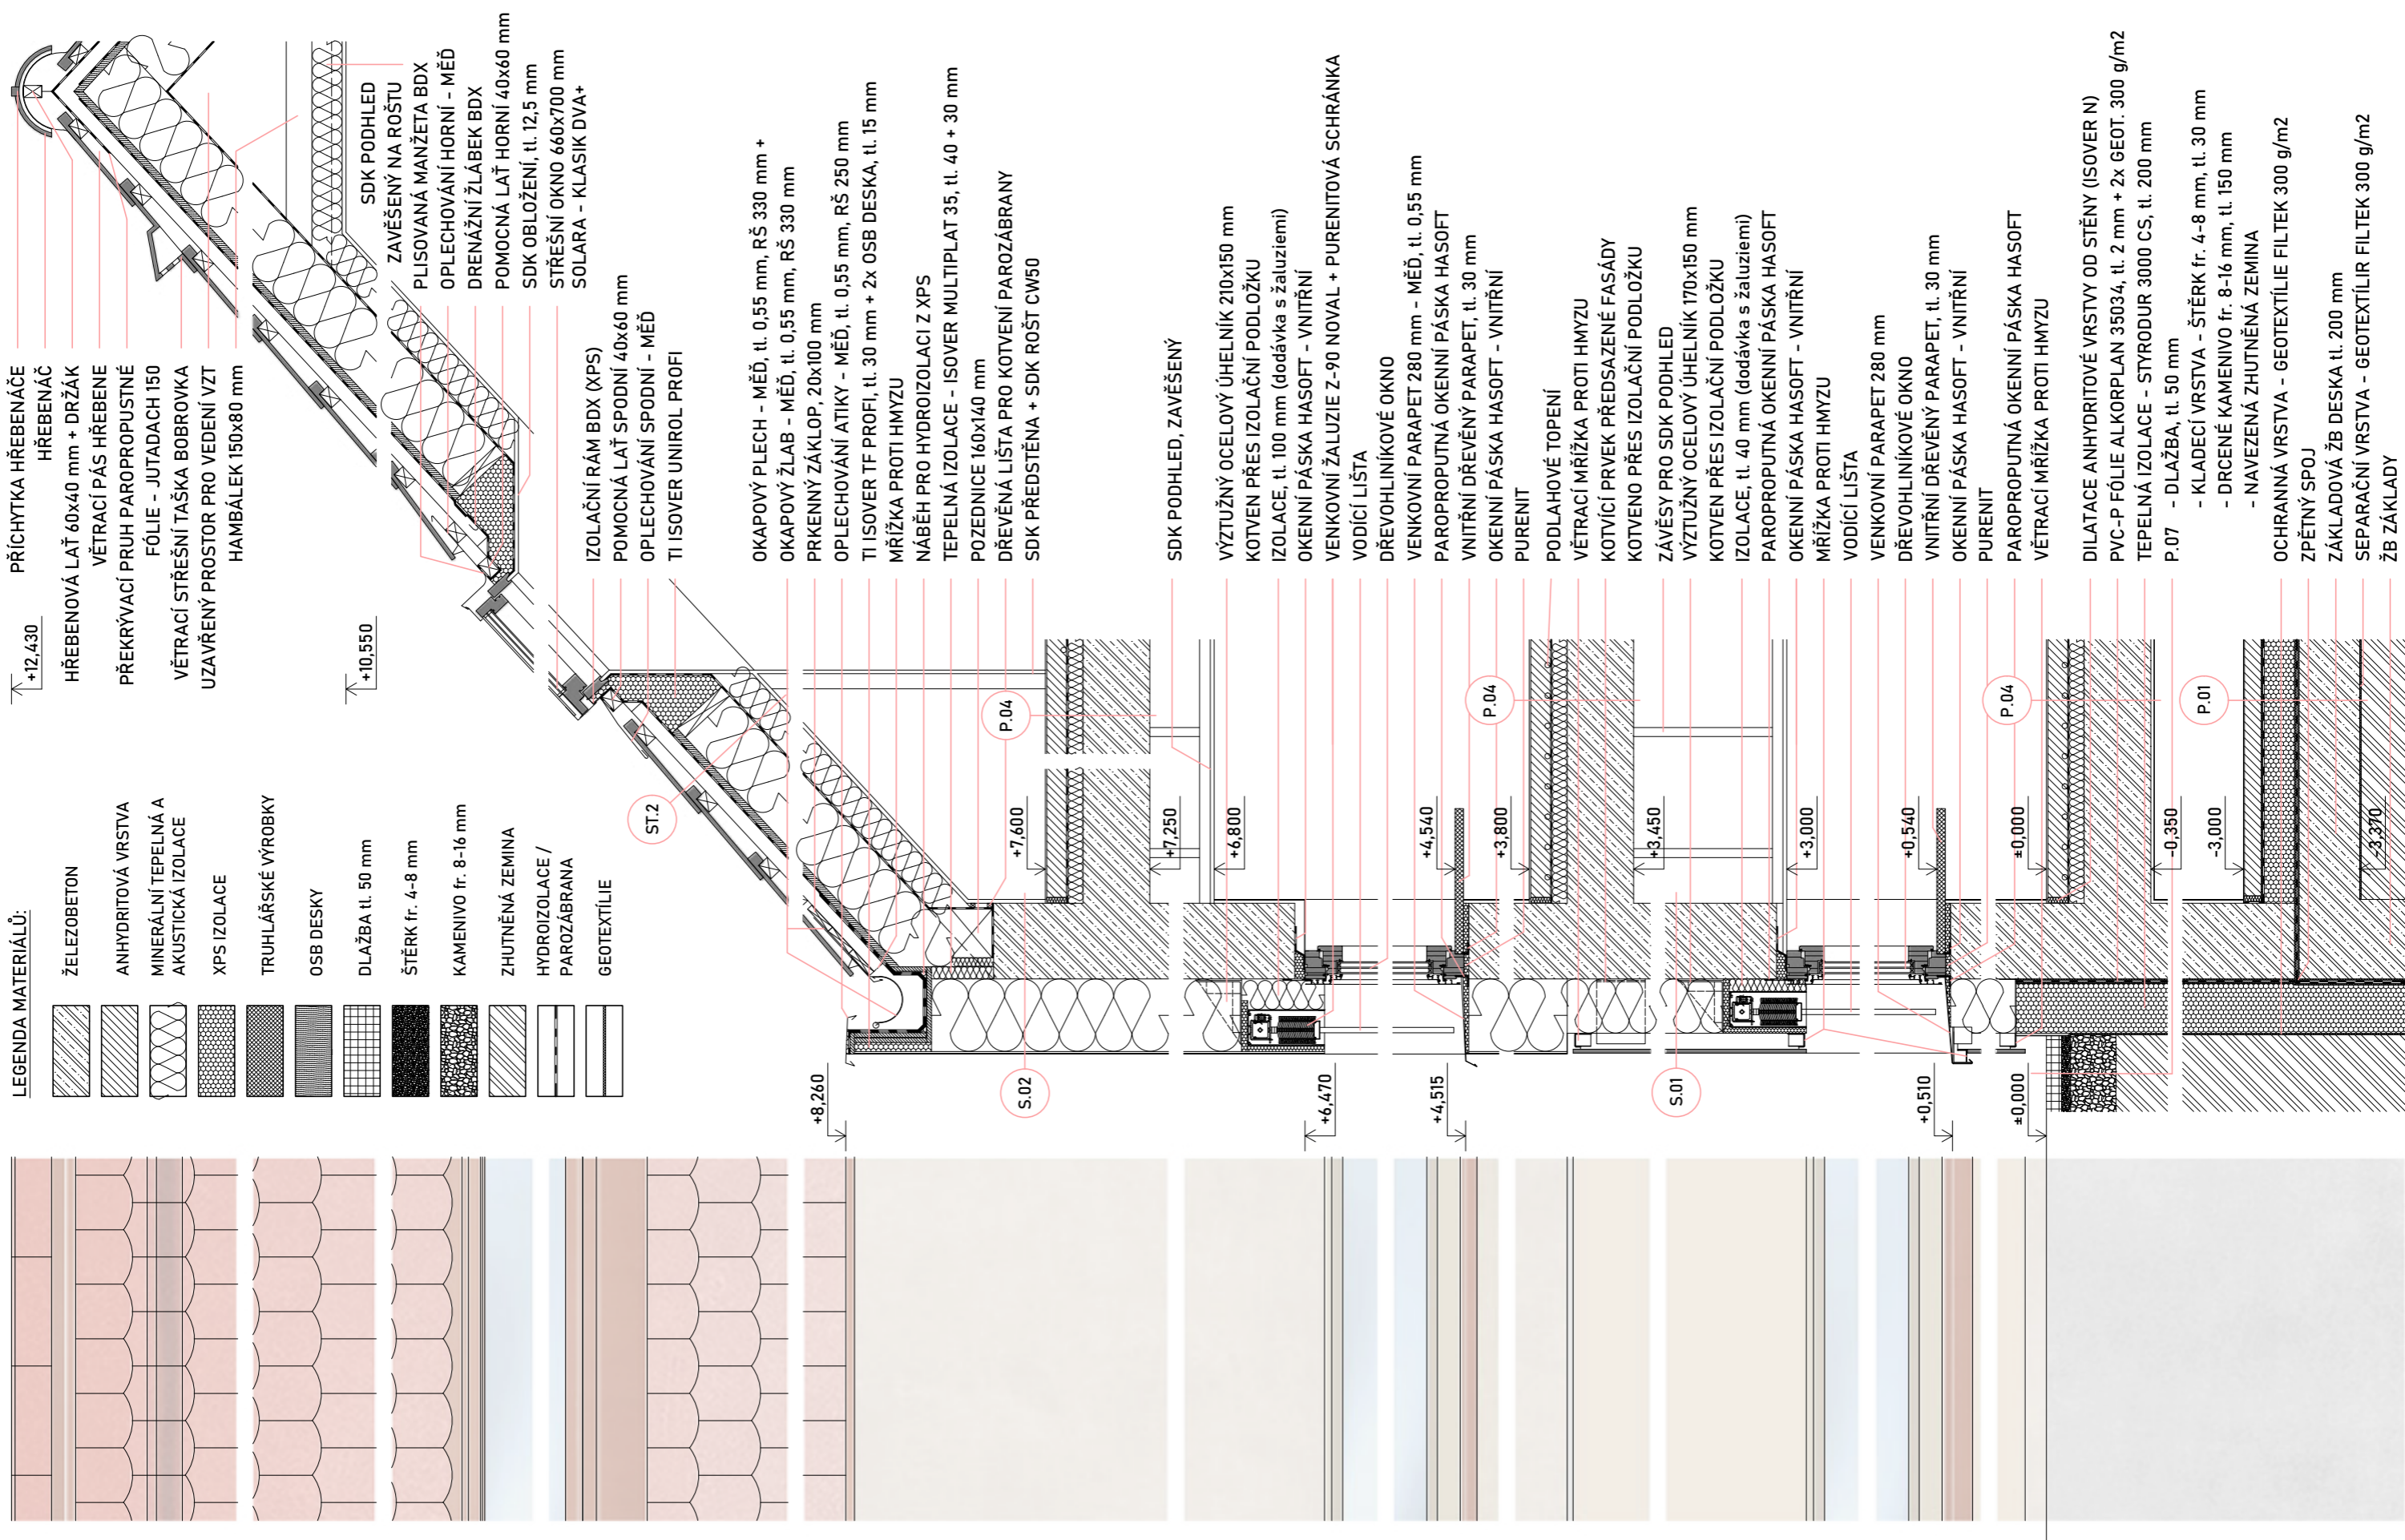 LEGENDA MATERIÁLŮ:
ŽELEZOBETON
ANHYDRITOVÁ VRSTVA
MINERÁLNÍ TEPELNÁ A
AKUSTICKÁ IZOLACE
XPS IZOLACE
TRUHLÁŘSKÉ VÝROBKY
OSB DESKY
DLAŽBA tl. 50 mm
ŠTĚRK fr. 4-8 mm
KAMENIVO fr. 8-16 mm
ZHUTNĚNÁ ZEMINA
HYDROIZOLACE /
PAROZÁBRANA
GEOTEXTÍLIE
+12,430
+10,550
PŘÍCHYTKA HŘEBENÁČE
HŘEBENÁČ
HŘEBENOVÁ LAŤ 60x40 mm + DRŽÁK
VĚTRACÍ PÁS HŘEBENE
PŘEKRÝVACÍ PRUH PAROPROPUSTNÉ
FÓLIE - JUTADACH 150
VĚTRACÍ STŘEŠNÍ TAŠKA BOBROVKA
UZAVŘENÝ PROSTOR PRO VEDENÍ VZT
HAMBÁLEK 150x80 mm
SDK PODHLED
ZAVĚŠENÝ NA ROŠTU
PLISOVANÁ MANŽETA BDX
OPLECHOVÁNÍ HORNÍ - MĚĎ
DRENÁŽNÍ ŽLÁBEK BDX
POMOCNÁ LAŤ HORNÍ 40x60 mm
SDK OBLOŽENÍ, tl. 12,5 mm
STŘEŠNÍ OKNO 660x700 mm
SOLARA - KLASIK DVA+
IZOLAČNÍ RÁM BDX (XPS)
POMOCNÁ LAŤ SPODNÍ 40x60 mm
OPLECHOVÁNÍ SPODNÍ - MĚĎ
TI ISOVER UNIROL PROFI
OKAPOVÝ PLECH - MĚĎ, tl. 0,55 mm, RŠ 330 mm +
OKAPOVÝ ŽLAB - MĚĎ, tl. 0,55 mm, RŠ 330 mm
PRKENNÝ ZÁKLOP, 20x100 mm
OPLECHOVÁNÍ ATIKY - MĚĎ, tl. 0,55 mm, RŠ 250 mm
TI ISOVER TF PROFI, tl. 30 mm + 2x OSB DESKA, tl. 15 mm
MŘÍŽKA PROTI HMYZU
NÁBĚH PRO HYDROIZOLACI Z XPS
TEPELNÁ IZOLACE - ISOVER MULTIPLAT 35, tl. 40 + 30 mm
POZEDNICE 160x140 mm
DŘEVĚNÁ LIŠTA PRO KOTVENÍ PAROZÁBRANY
SDK PŘEDSTĚNA + SDK ROŠT CW50
SDK PODHLED, ZAVĚŠENÝ
VÝZTUŽNÝ OCELOVÝ ÚHELNÍK 210x150 mm
KOTVEN PŘES IZOLAČNÍ PODLOŽKU
IZOLACE, tl. 100 mm (dodávka s žaluziemi)
OKENNÍ PÁSKA HASOFT - VNITŘNÍ
VENKOVNÍ ŽALUZIE Z-90 NOVAL + PURENITOVÁ SCHRÁNKA
VODÍCÍ LIŠTA
DŘEVOHLINÍKOVÉ OKNO
VENKOVNÍ PARAPET 280 mm - MĚĎ, tl. 0,55 mm
PAROPROPUTNÁ OKENNÍ PÁSKA HASOFT
VNITŘNÍ DŘEVĚNÝ PARAPET, tl. 30 mm
OKENNÍ PÁSKA HASOFT - VNITŘNÍ
PURENIT
PODLAHOVÉ TOPENÍ
VĚTRACÍ MŘÍŽKA PROTI HMYZU
KOTVÍCÍ PRVEK PŘEDSAZENÉ FASÁDY
KOTVENO PŘES IZOLAČNÍ PODLOŽKU
ZÁVĚSY PRO SDK PODHLED
VÝZTUŽNÝ OCELOVÝ ÚHELNÍK 170x150 mm
KOTVEN PŘES IZOLAČNÍ PODLOŽKU
IZOLACE, tl. 40 mm (dodávka s žaluziemi)
PAROPROPUTNÁ OKENNÍ PÁSKA HASOFT
OKENNÍ PÁSKA HASOFT - VNITŘNÍ
MŘÍŽKA PROTI HMYZU
VODÍCÍ LIŠTA
VENKOVNÍ PARAPET 280 mm
DŘEVOHLINÍKOVÉ OKNO
VNITŘNÍ DŘEVĚNÝ PARAPET, tl. 30 mm
OKENNÍ PÁSKA HASOFT - VNITŘNÍ
PURENIT
PAROPROPUTNÁ OKENNÍ PÁSKA HASOFT
VĚTRACÍ MŘÍŽKA PROTI HMYZU
DILATACE ANHYDRITOVÉ VRSTVY OD STĚNY (ISOVER N)
PVC-P FÓLIE ALKORPLAN 35034, tl. 2 mm + 2x GEOT. 300 g/m2
TEPELNÁ IZOLACE - STYRODUR 3000 CS, tl. 200 mm
P.07 - DLAŽBA, tl. 50 mm
- KLADECÍ VRSTVA - ŠTĚRK fr. 4-8 mm, tl. 30 mm
- DRCENÉ KAMENIVO fr. 8-16 mm, tl. 150 mm
- NAVEZENÁ ZHUTNĚNÁ ZEMINA
OCHRANNÁ VRSTVA - GEOTEXTÍLIE FILTEK 300 g/m2
ZPĚTNÝ SPOJ
ZÁKLADOVÁ ŽB DESKA tl. 200 mm
SEPARAČNÍ VRSTVA - GEOTEXTÍLIR FILTEK 300 g/m2
ŽB ZÁKLADY
ST.2
P.04
P.04
P.04
P.01
+7,600
+7,250
+6,800
+4,540
+3,800
+3,450
+3,000
+0,540
±0,000
-0,350
-3,000
-3,370
S.02
S.01
+8,260
+6,470
+4,515
+0,510
±0,000